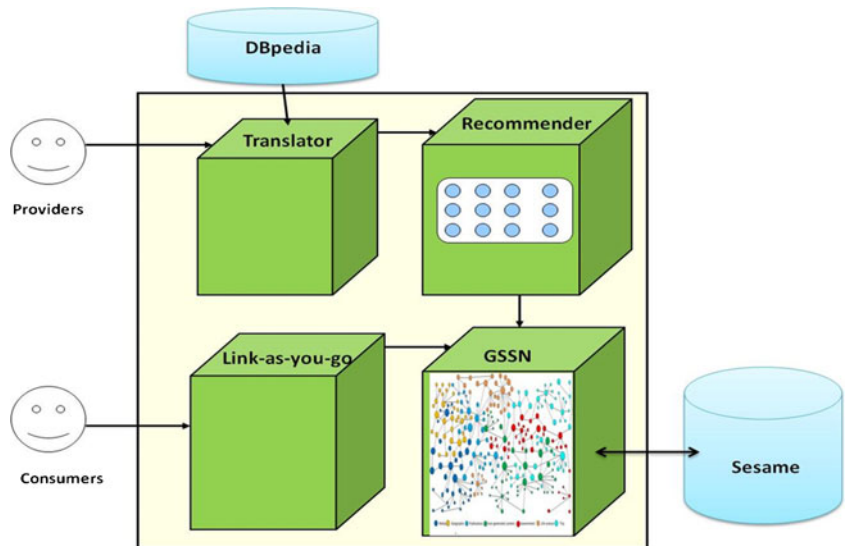 DBpedia
Translator
Recommender
Providers
Link-as-you-go
GSSN
Consumers
Sesame